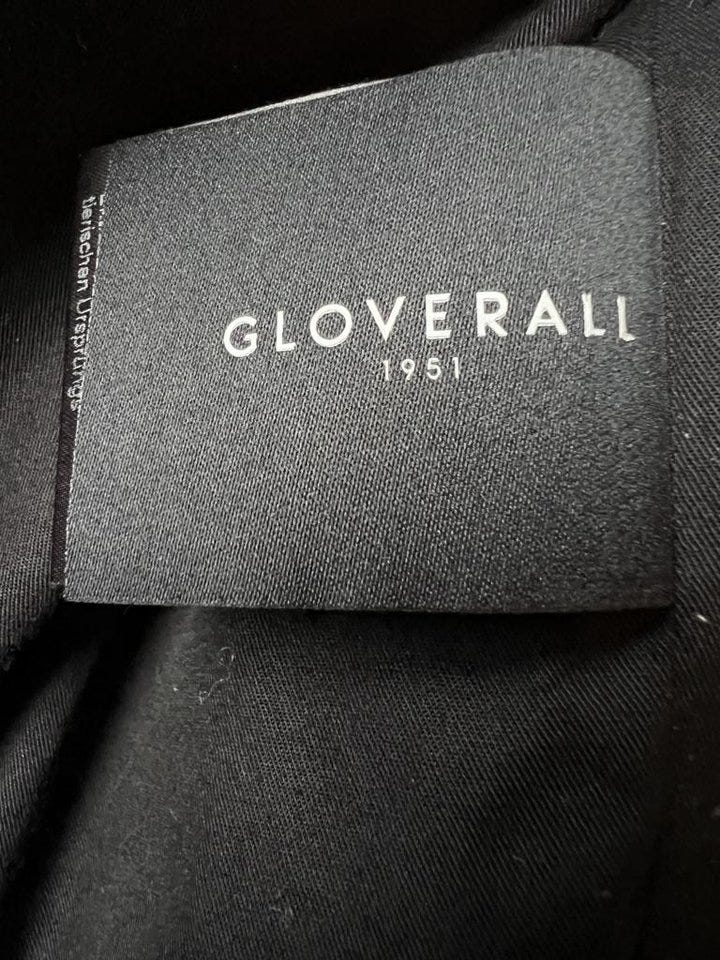 GLOVERALL
1951
tierischen Ursprungs